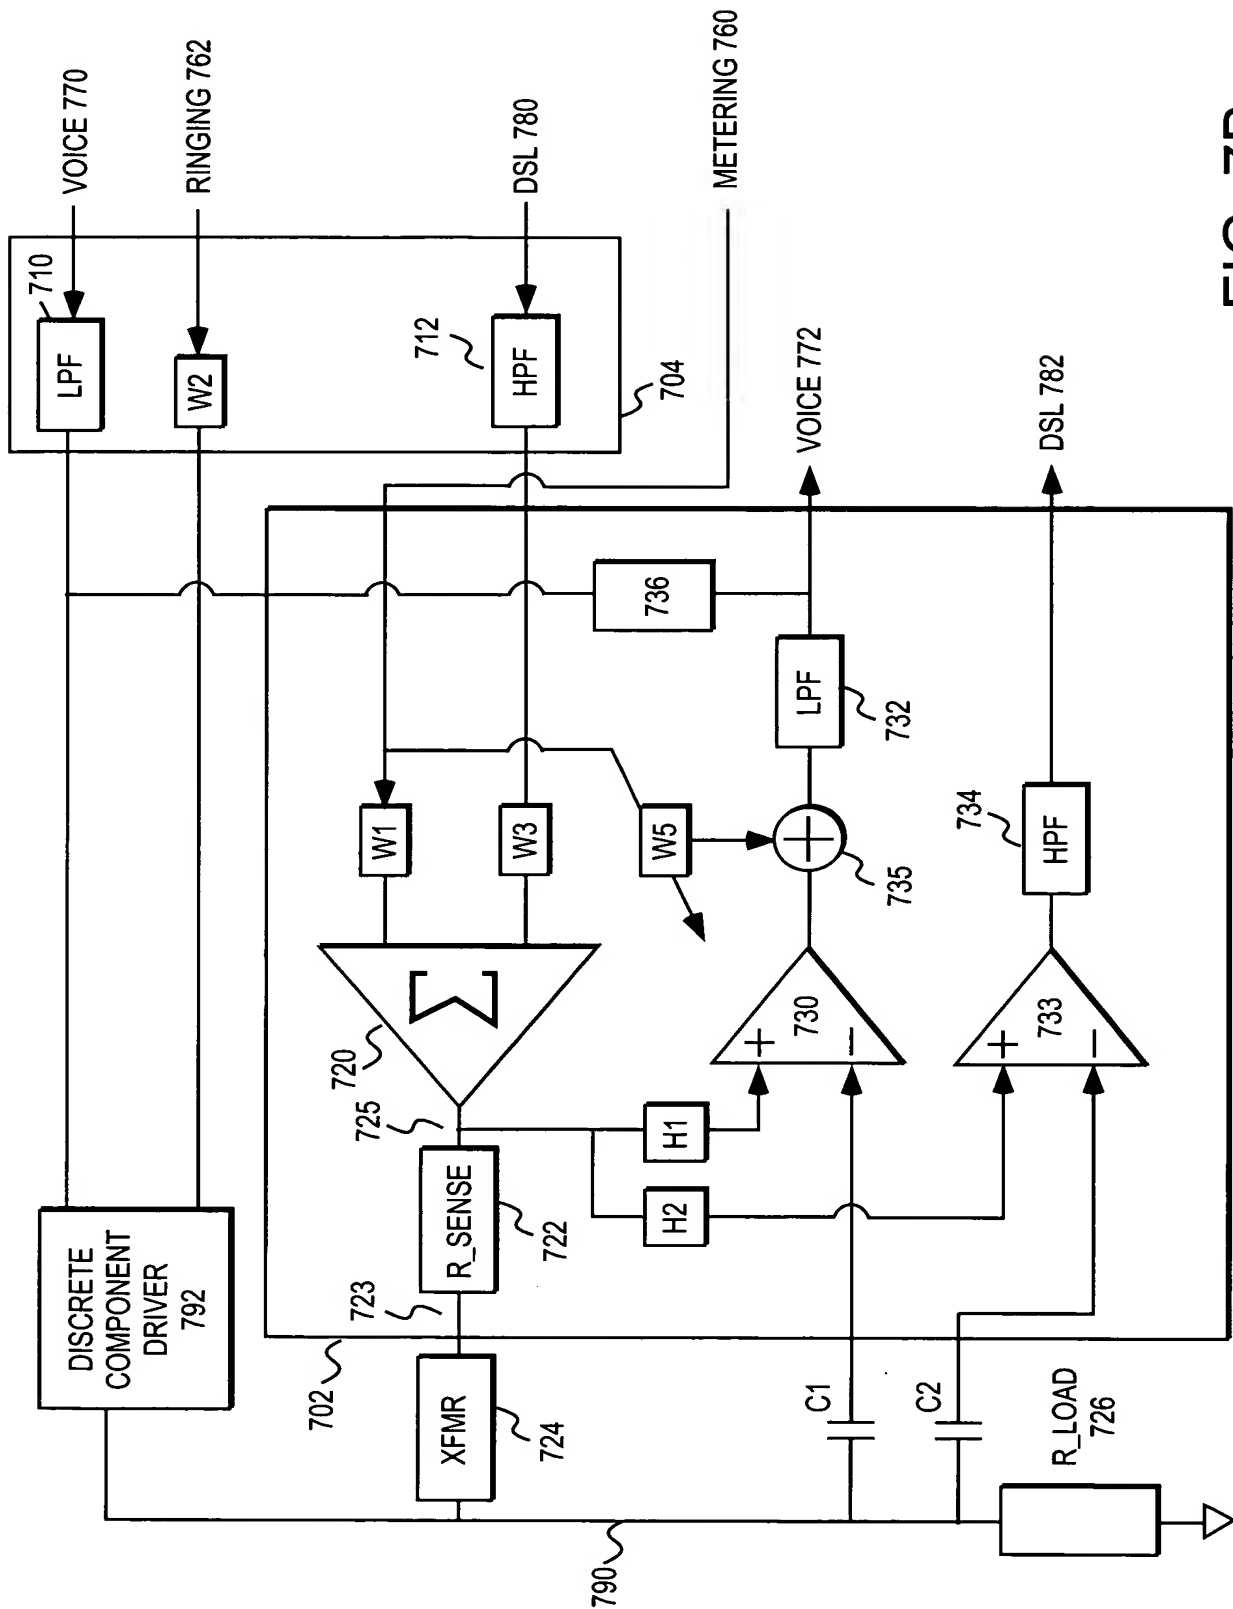 VOICE 770
RINGING 762
DSL 780
METERING 760
710
LPF
W2
712
HPF
704
VOICE 772
DSL 782
DISCRETE
COMPONENT
DRIVER
792
736
W1
W3
W5
LPF
732
735
734
HPF
Σ
720
725
R_SENSE
722
723
702
XFMR
724
H1
H2
+
730
−
+
733
−
+
C1
C2
R_LOAD
726
790